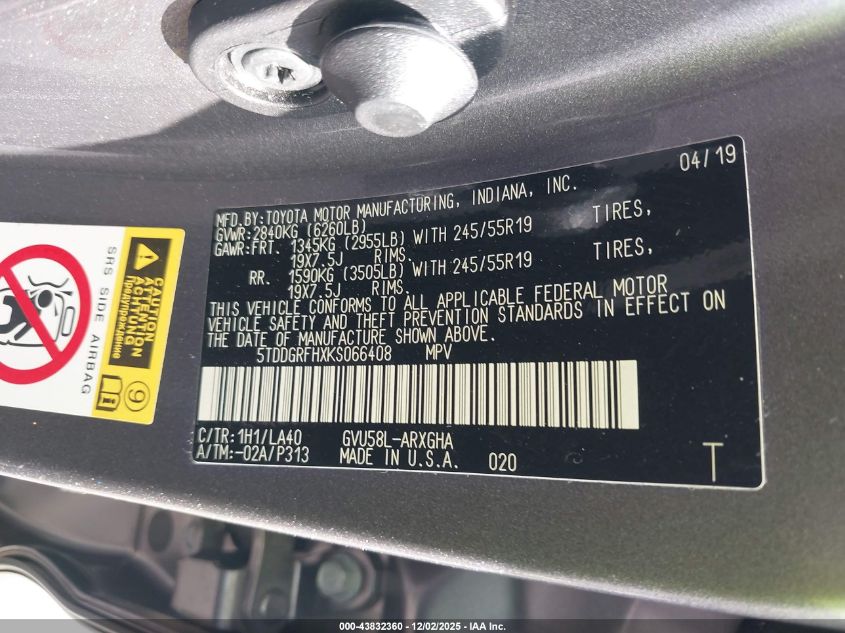 04/19
MFD.BY:TOYOTA MOTOR MANUFACTURING, INDIANA, INC.
GVWR:2840KG (6260LB)
GAWR:FRT. 1345KG (2955LB) WITH 245/55R19 TIRES,
19X7.5J RIMS.
RR. 1590KG (3505LB) WITH 245/55R19 TIRES,
19X7.5J RIMS.
THIS VEHICLE CONFORMS TO ALL APPLICABLE FEDERAL MOTOR
VEHICLE SAFETY AND THEFT PREVENTION STANDARDS IN EFFECT ON
THE DATE OF MANUFACTURE SHOWN ABOVE.
5TDDGRFHXKS066408 MPV
C/TR:1H1/LA40 GVU58L-ARXGHA
A/TM:-02A/P313 MADE IN U.S.A. 020
T
SRS SIDE AIRBAG
CAUTION
ATTENTION
ACHTUNG
Предупреждение
9
000-43832360 - 12/02/2025 - IAA Inc.